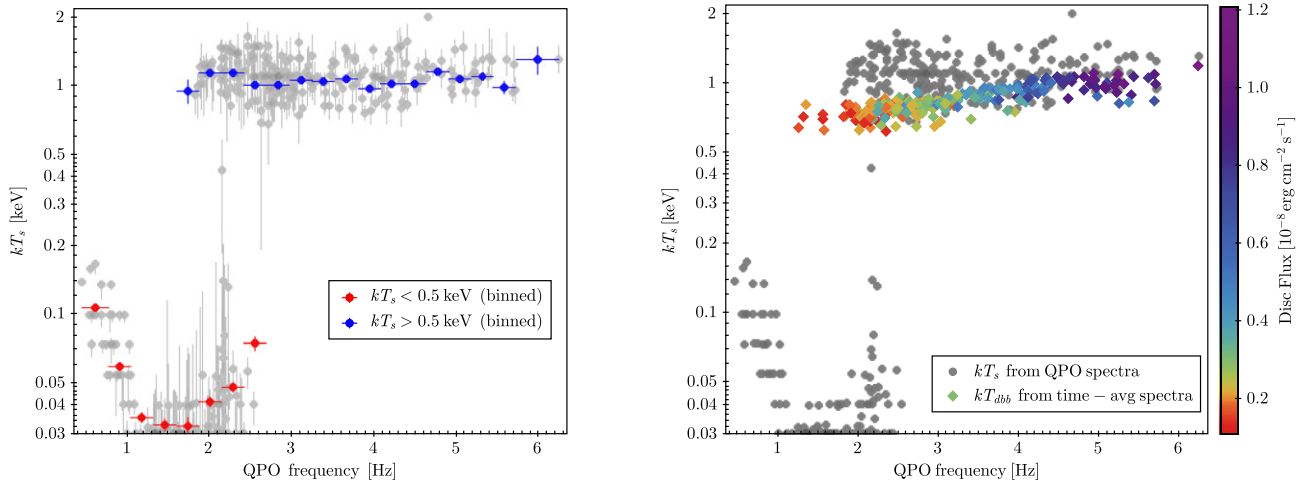 2
1
0.5
0.4
0.3
0.2
0.1
0.05
0.04
0.03
kT_s [keV]
1 2 3 4 5 6
QPO frequency [Hz]
kT_s < 0.5 keV (binned)
kT_s > 0.5 keV (binned)
2
1
0.5
0.4
0.3
0.2
0.1
0.05
0.04
0.03
kT_s [keV]
1 2 3 4 5 6
QPO frequency [Hz]
kT_s from QPO spectra
kT_{dbb} from time − avg spectra
1.2
1.0
0.8
0.6
0.4
0.2
Disc Flux [10⁻⁸ erg cm⁻² s⁻¹]